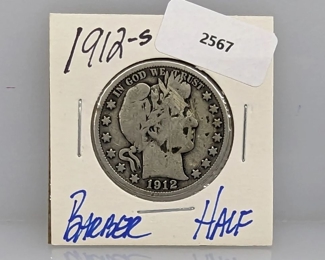 1912-S
2567
IN GOD WE TRUST
1912
BARBER HALF